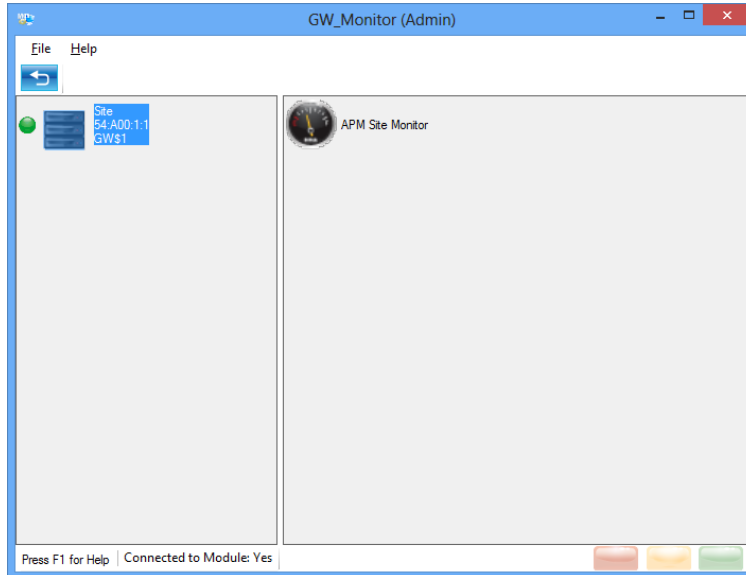 GW_Monitor (Admin)
File Help
Site
54:A00:1:1
GW$1
APM Site Monitor
Press F1 for Help Connected to Module: Yes